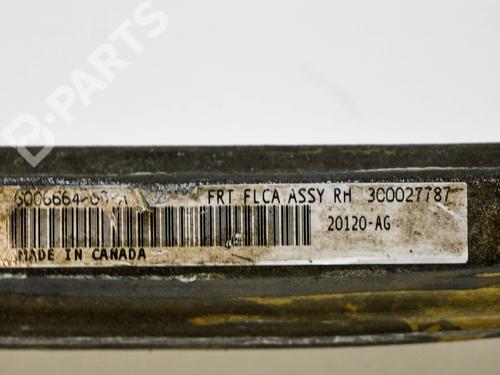 B-PARTS
FRT FLCA ASSY RH 300027787
20120-AG
MADE IN CANADA